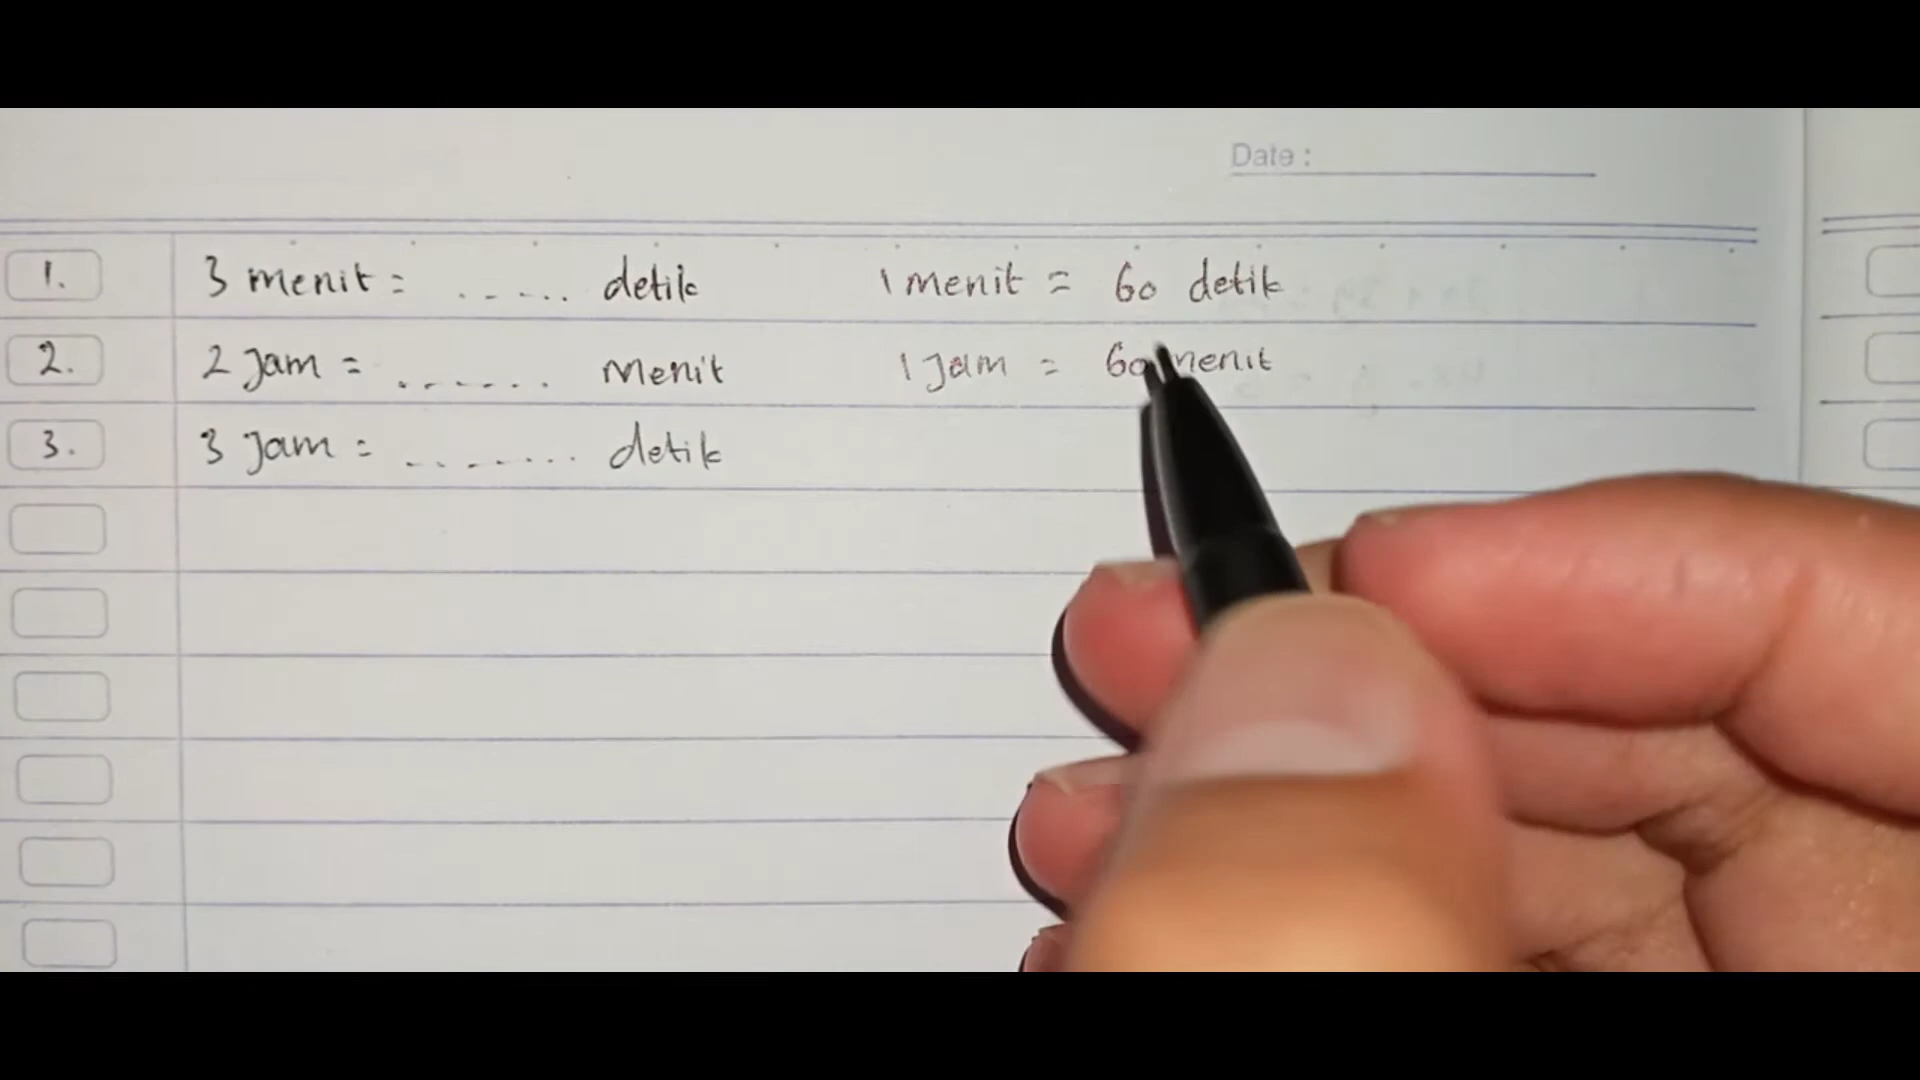 Date :
1. 3 menit = ...... detik 1 menit = 60 detik
2. 2 Jam = ....... Menit 1 Jam = 60 menit
3. 3 Jam = ........ detik